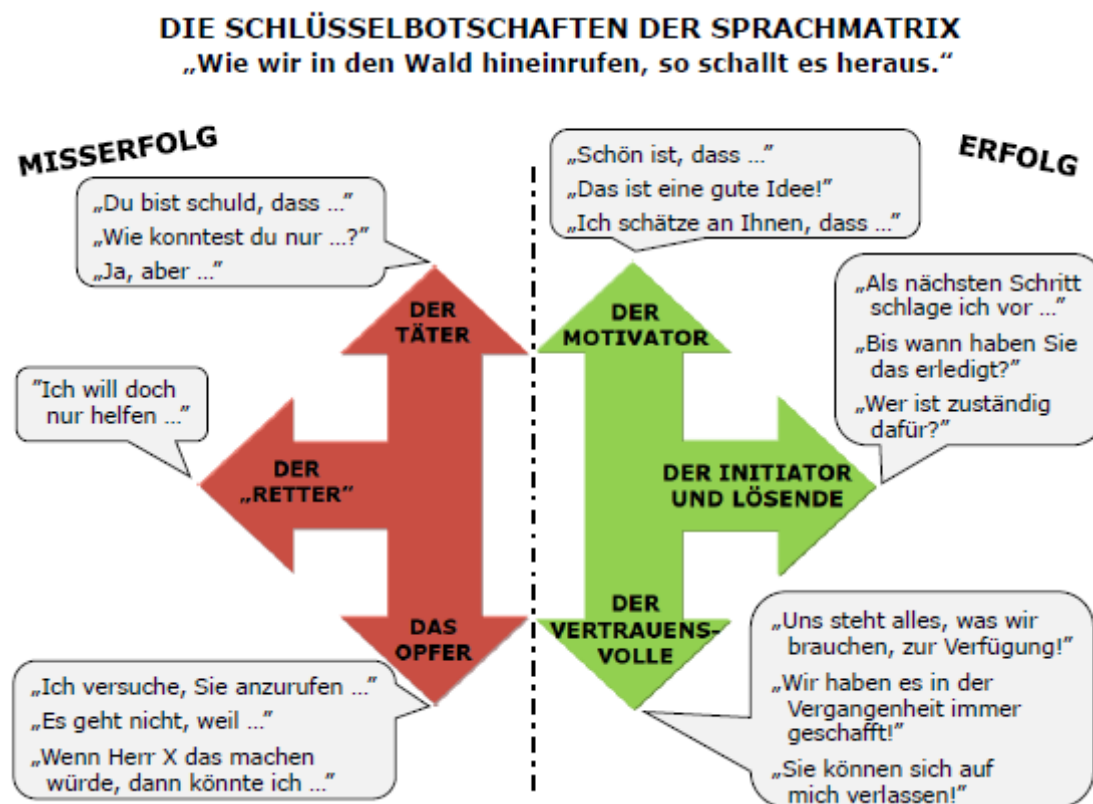 DIE SCHLÜSSELBOTSCHAFTEN DER SPRACHMATRIX
„Wie wir in den Wald hineinrufen, so schallt es heraus.“
MISSERFOLG
„Du bist schuld, dass ...”
„Wie konntest du nur ...?”
„Ja, aber ...”
DER
TÄTER
”Ich will doch
nur helfen ...”
DER
„RETTER”
DAS
OPFER
„Ich versuche, Sie anzurufen ...”
„Es geht nicht, weil ...”
„Wenn Herr X das machen
würde, dann könnte ich ...”
ERFOLG
„Schön ist, dass ...”
„Das ist eine gute Idee!”
„Ich schätze an Ihnen, dass ...”
DER
MOTIVATOR
„Als nächsten Schritt
schlage ich vor ...”
„Bis wann haben Sie
das erledigt?”
„Wer ist zuständig
dafür?”
DER INITIATOR
UND LÖSENDE
DER
VERTRAUENS-
VOLLE
„Uns steht alles, was wir
brauchen, zur Verfügung!”
„Wir haben es in der
Vergangenheit immer
geschafft!”
„Sie können sich auf
mich verlassen!”